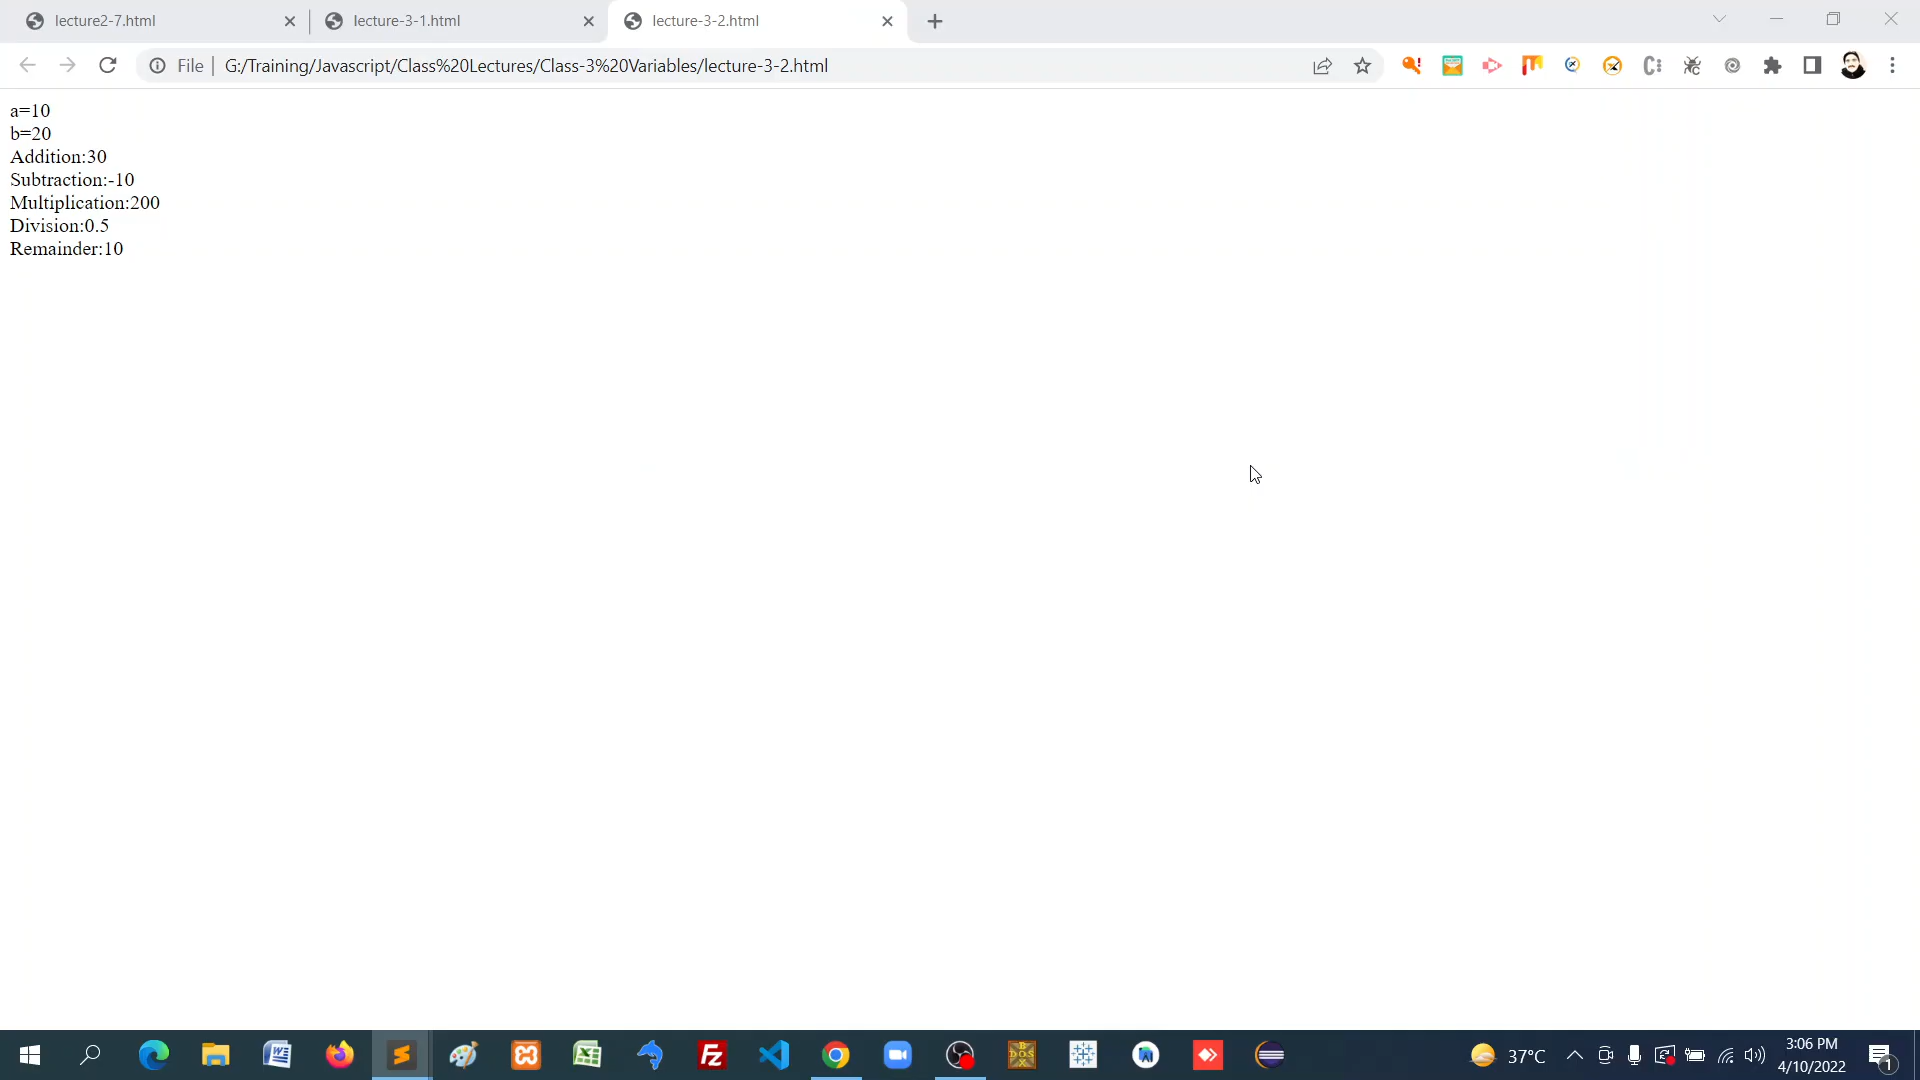 lecture2-7.html
lecture-3-1.html
lecture-3-2.html
File | G:/Training/Javascript/Class%20Lectures/Class-3%20Variables/lecture-3-2.html
a=10
b=20
Addition:30
Subtraction:-10
Multiplication:200
Division:0.5
Remainder:10
37°C
3:06 PM
4/10/2022
1